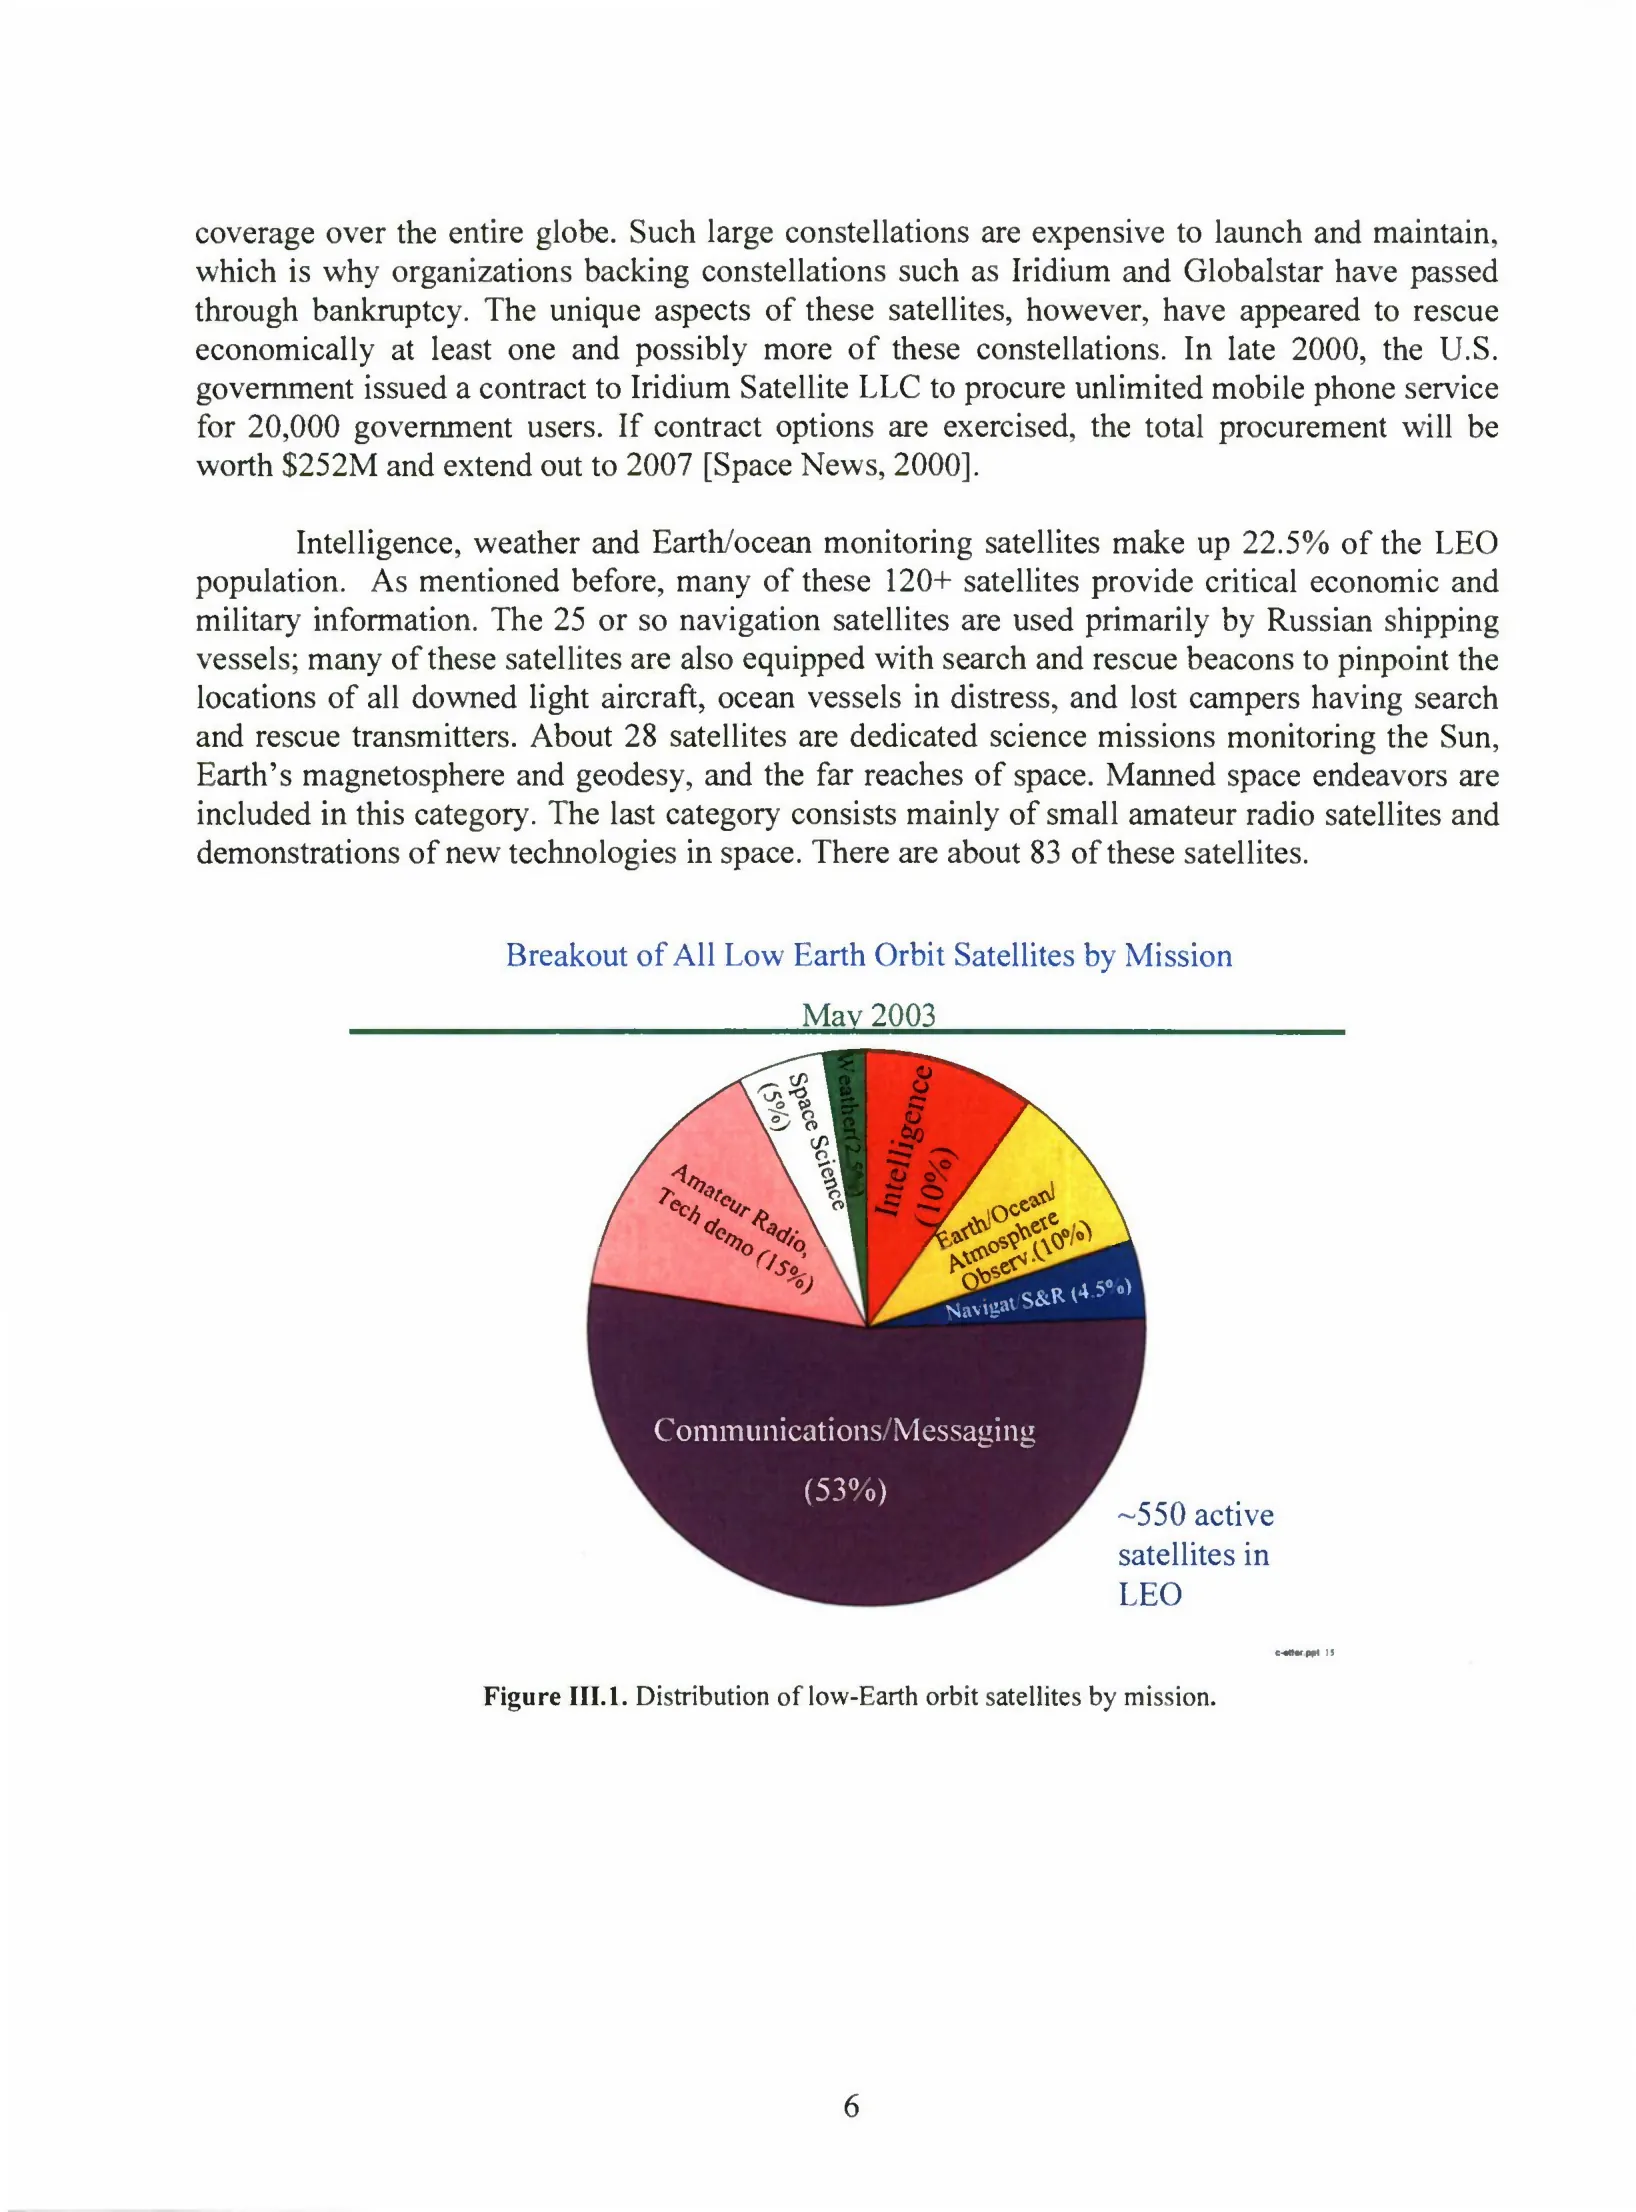 coverage over the entire globe. Such large constellations are expensive to launch and maintain,
which is why organizations backing constellations such as Iridium and Globalstar have passed
through bankruptcy. The unique aspects of these satellites, however, have appeared to rescue
economically at least one and possibly more of these constellations. In late 2000, the U.S.
government issued a contract to Iridium Satellite LLC to procure unlimited mobile phone service
for 20,000 government users. If contract options are exercised, the total procurement will be
worth $252M and extend out to 2007 [Space News, 2000].
Intelligence, weather and Earth/ocean monitoring satellites make up 22.5% of the LEO
population. As mentioned before, many of these 120+ satellites provide critical economic and
military information. The 25 or so navigation satellites are used primarily by Russian shipping
vessels; many of these satellites are also equipped with search and rescue beacons to pinpoint the
locations of all downed light aircraft, ocean vessels in distress, and lost campers having search
and rescue transmitters. About 28 satellites are dedicated science missions monitoring the Sun,
Earth's magnetosphere and geodesy, and the far reaches of space. Manned space endeavors are
included in this category. The last category consists mainly of small amateur radio satellites and
demonstrations of new technologies in space. There are about 83 of these satellites.
Breakout of All Low Earth Orbit Satellites by Mission
May 2003
Weather(2.5%)
Intelligence
(10%)
Space Science
(5%)
Earth/Ocean/
Atmosphere
Observ.(10%)
Amateur Radio,
Tech demo (15%)
Navigat/S&R (4.5%)
Communications/Messaging
(53%)
~550 active
satellites in
LEO
15
Figure III.1. Distribution of low-Earth orbit satellites by mission.
6